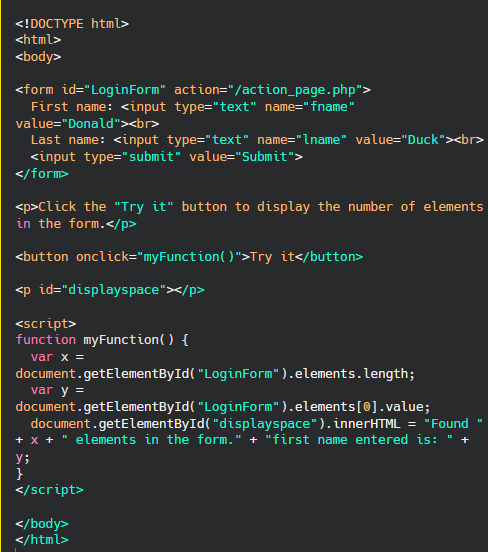 <!DOCTYPE html>
<html>
<body>
<form id="LoginForm" action="/action_page.php">
First name: <input type="text" name="fname"
value="Donald"><br>
Last name: <input type="text" name="lname" value="Duck"><br>
<input type="submit" value="Submit">
</form>
<p>Click the "Try it" button to display the number of elements
in the form.</p>
<button onclick="myFunction()">Try it</button>
<p id="displayspace"></p>
<script>
function myFunction() {
var x =
document.getElementById("LoginForm").elements.length;
var y =
document.getElementById("LoginForm").elements[0].value;
document.getElementById("displayspace").innerHTML = "Found "
+ x + " elements in the form." + "first name entered is: " +
y;
}
</script>
</body>
</html>